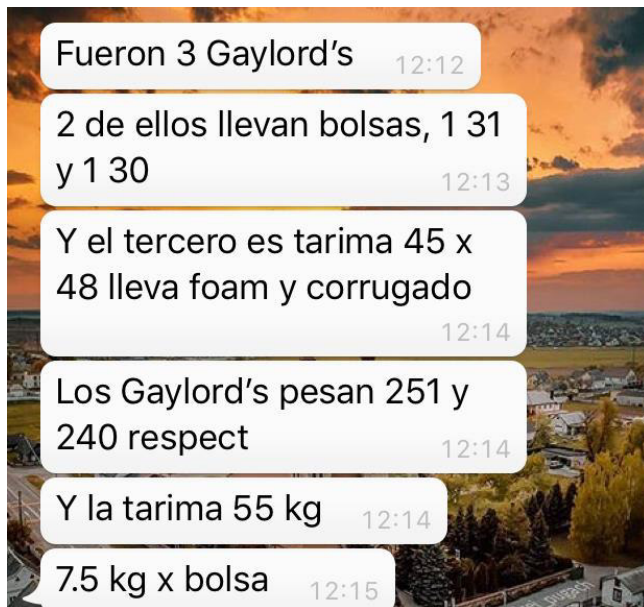 Fueron 3 Gaylord’s 12:12
2 de ellos llevan bolsas, 1 31
y 1 30 12:13
Y el tercero es tarima 45 x
48 lleva foam y corrugado
12:14
Los Gaylord’s pesan 251 y
240 respect 12:14
Y la tarima 55 kg 12:14
7.5 kg x bolsa 12:15